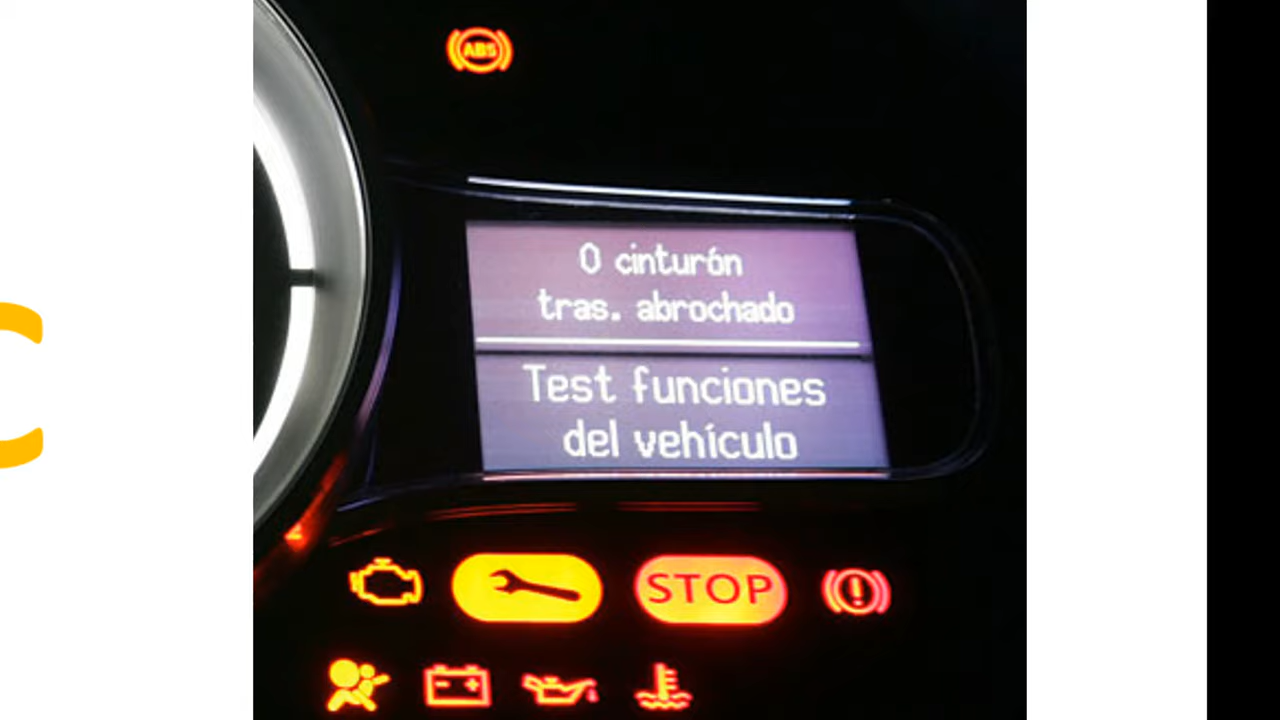 ABS
0 cinturón
tras. abrochado
Test funciones
del vehículo
STOP